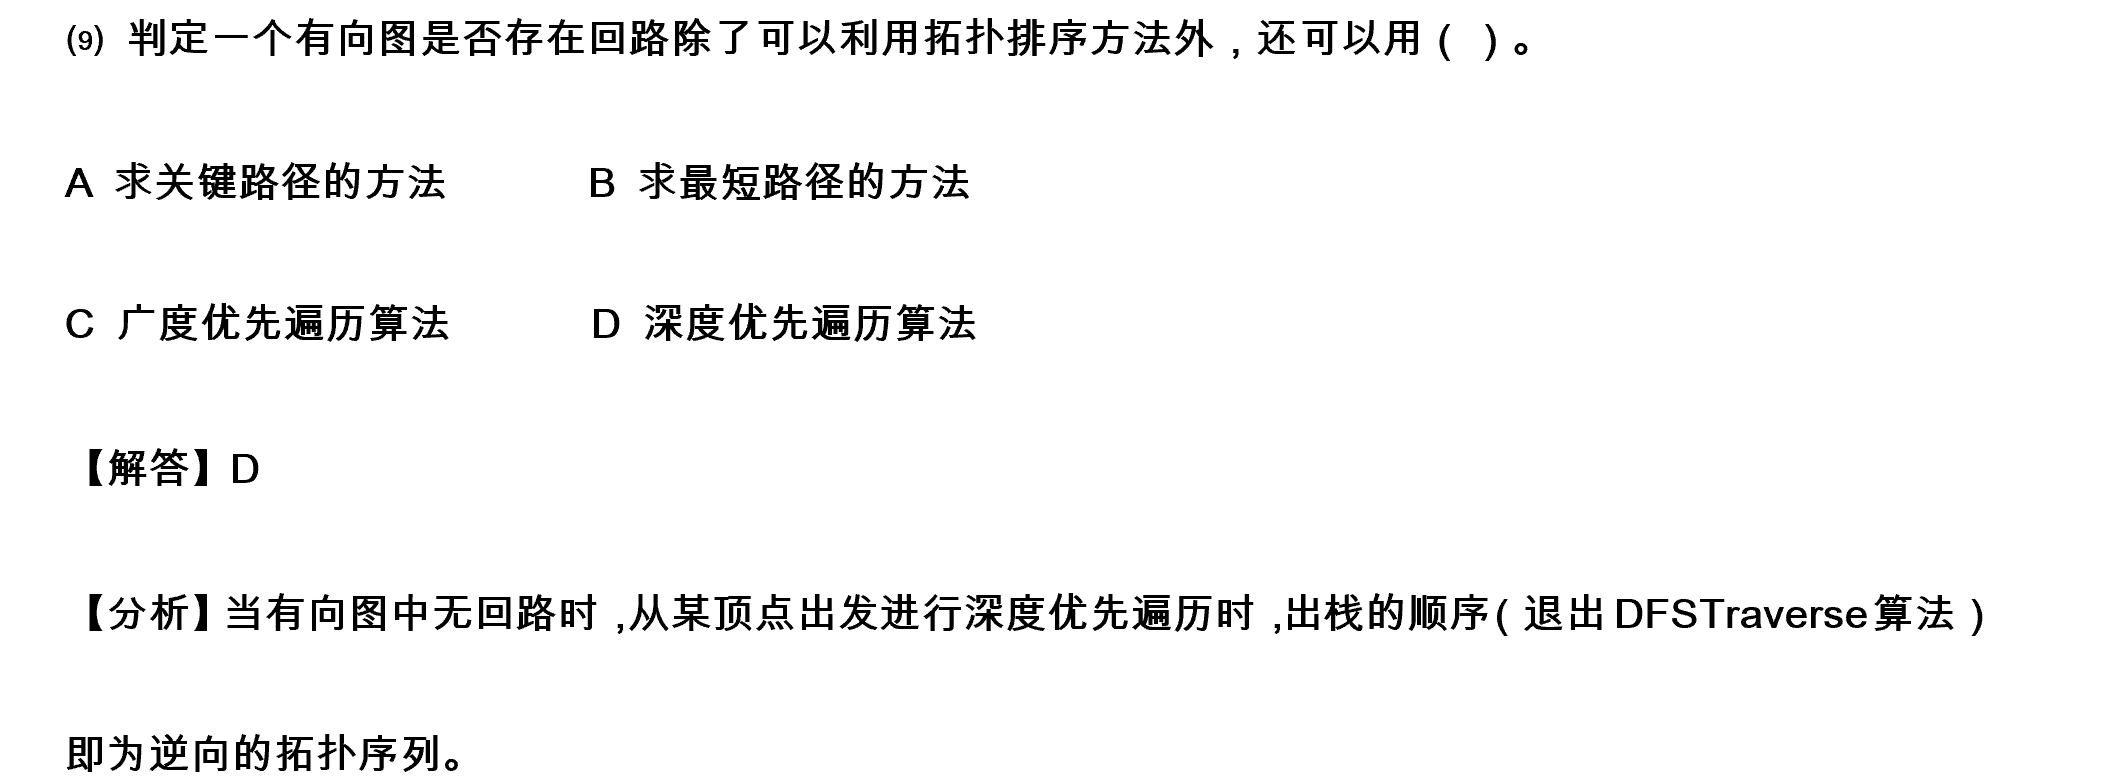 ⑼ 判定一个有向图是否存在回路除了可以利用拓扑排序方法外，还可以用（ ）。
A 求关键路径的方法 B 求最短路径的方法
C 广度优先遍历算法 D 深度优先遍历算法
【解答】D
【分析】当有向图中无回路时,从某顶点出发进行深度优先遍历时,出栈的顺序(退出DFSTraverse算法)
即为逆向的拓扑序列。